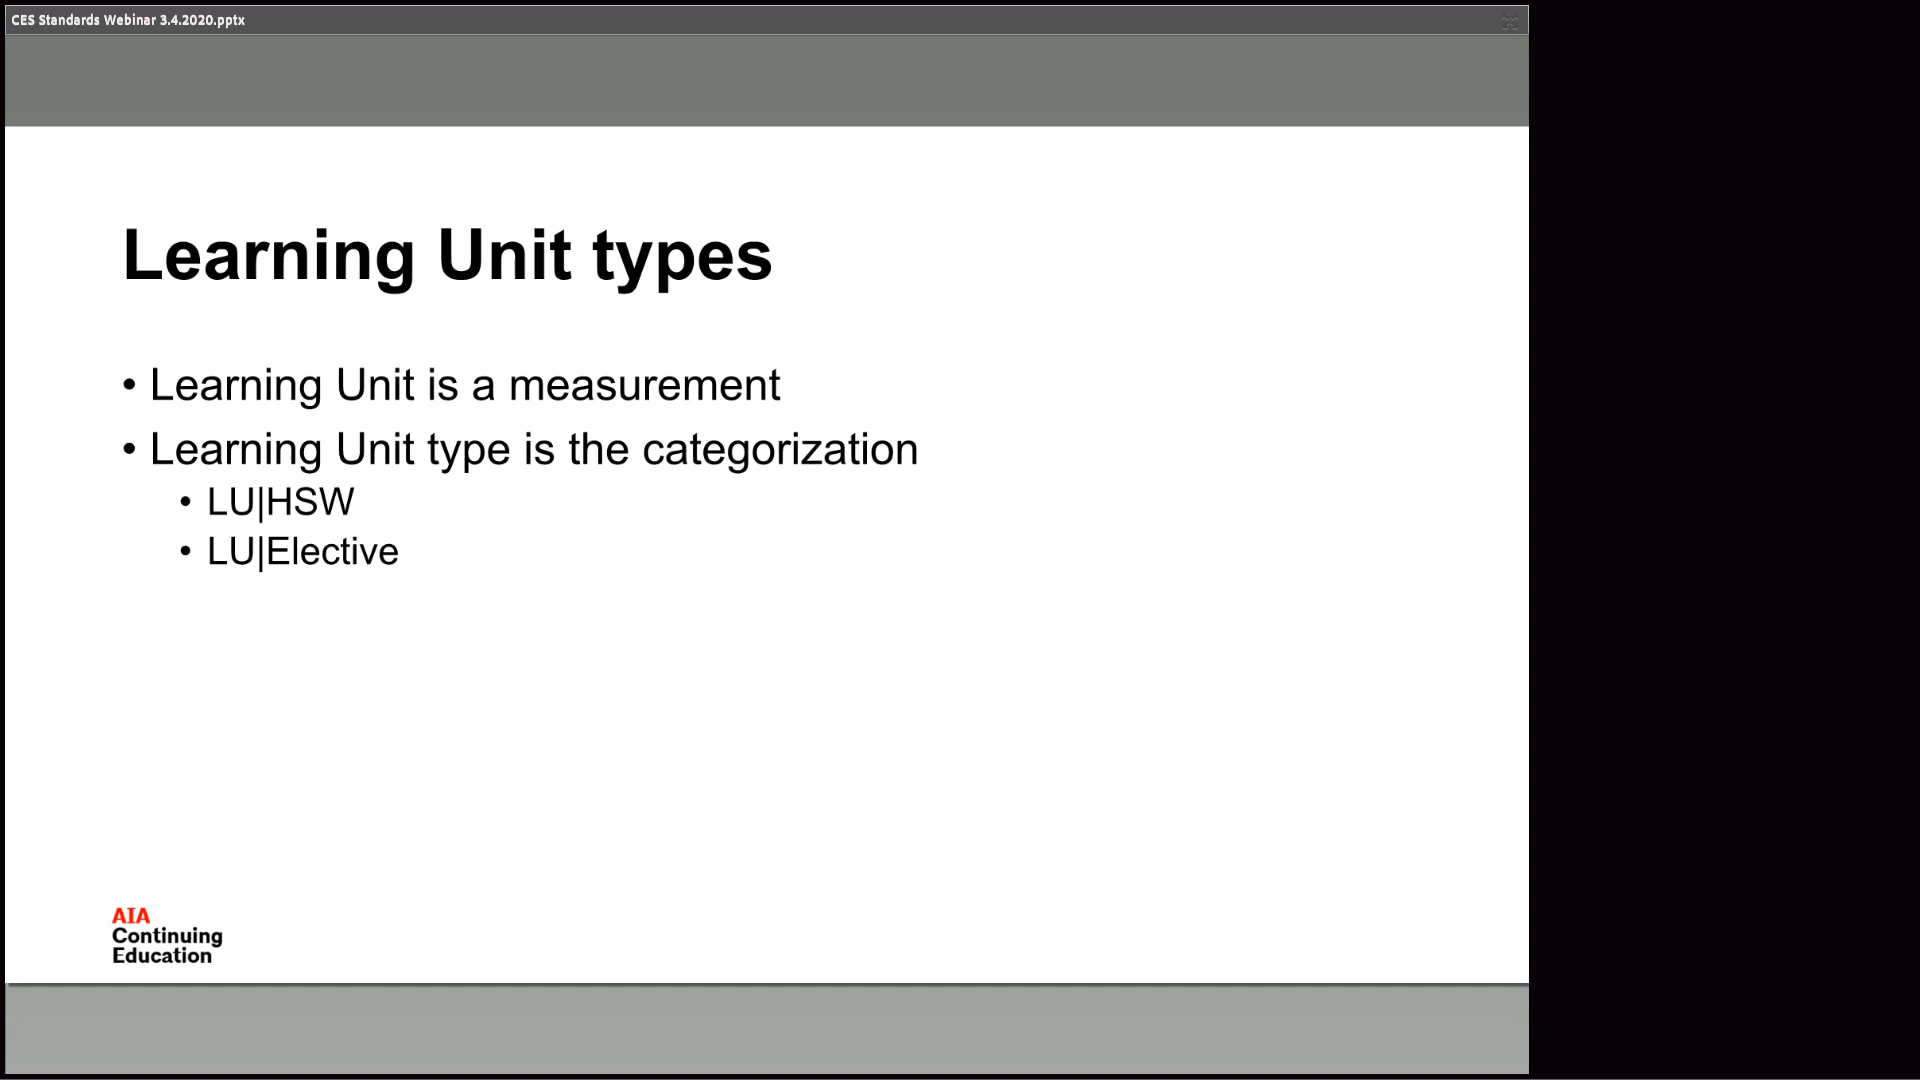 CES Standards Webinar 3.4.2020.pptx
Learning Unit types
• Learning Unit is a measurement
• Learning Unit type is the categorization
• LU|HSW
• LU|Elective
AIA
Continuing
Education